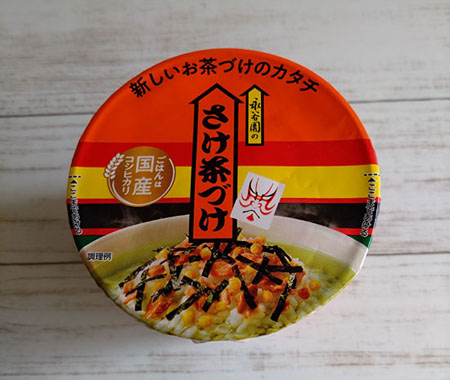 新しいお茶づけのカタチ
永谷園の
さけ茶づけ
ごはんは
国産
コシヒカリ
調理例